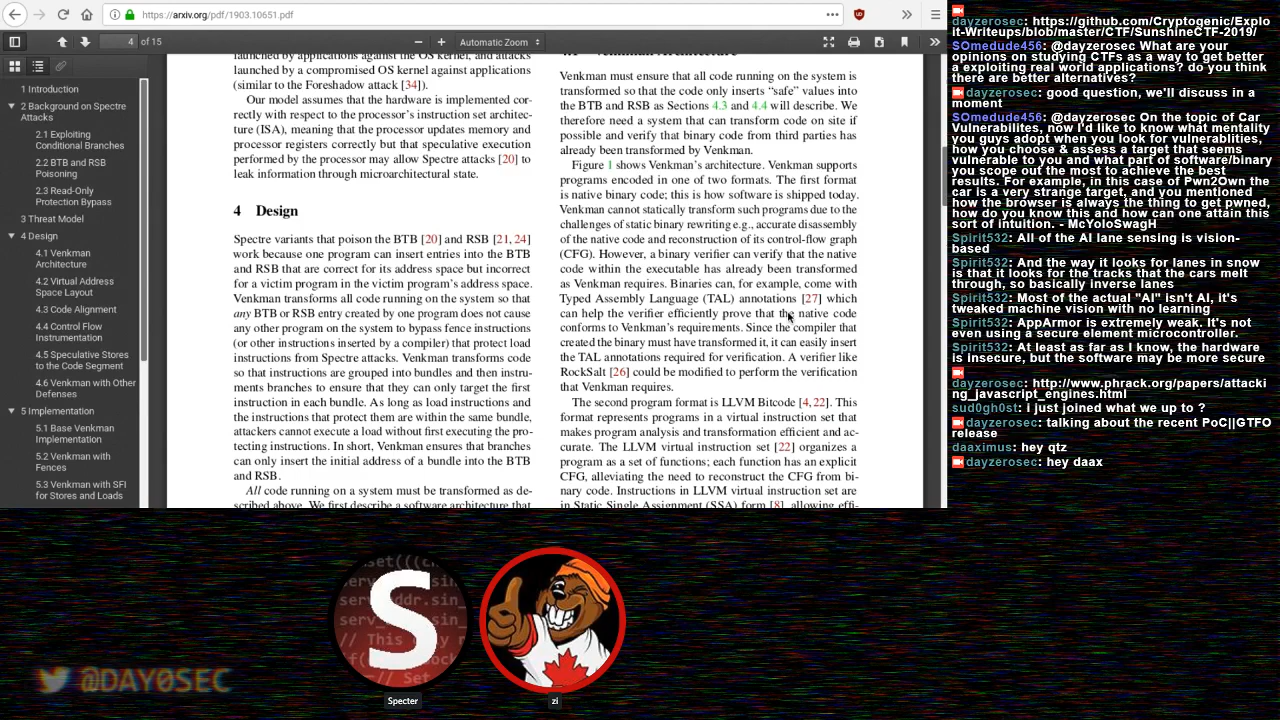 https://arxiv.org/pdf/1903.10651.pdf
4 of 15
Automatic Zoom
1 Introduction
2 Background on Spectre
Attacks
2.1 Exploiting
Conditional Branches
2.2 BTB and RSB
Poisoning
2.3 Read-Only
Protection Bypass
3 Threat Model
4 Design
4.1 Venkman
Architecture
4.2 Virtual Address
Space Layout
4.3 Code Alignment
4.4 Control Flow
Instrumentation
4.5 Speculative Stores
to the Code Segment
4.6 Venkman with Other
Defenses
5 Implementation
5.1 Base Venkman
Implementation
5.2 Venkman with
Fences
5.3 Venkman with SFI
for Stores and Loads
launched by applications against the OS kernel, and attacks
launched by a compromised OS kernel against applications
(similar to the Foreshadow attack [34]).
Our model assumes that the hardware is implemented cor-
rectly with respect to the processor's instruction set architec-
ture (ISA), meaning that the processor updates memory and
processor registers correctly but that speculative execution
performed by the processor may allow Spectre attacks [20] to
leak information through microarchitectural state.
4 Design
Spectre variants that poison the BTB [20] and RSB [21, 24]
work because one program can insert entries into the BTB
and RSB that are correct for its address space but incorrect
for a victim program in the victim program's address space.
Venkman transforms all code running on the system so that
any BTB or RSB entry created by one program does not cause
any other program on the system to bypass fence instructions
(or other instructions inserted by a compiler) that protect load
instructions from Spectre attacks. Venkman transforms code
so that instructions are grouped into bundles and then instru-
ments branches to ensure that they can only target the first
instruction in each bundle. As long as load instructions and
the instructions that protect them are within the same bundle,
attackers cannot execute a load without first executing the pro-
tecting instructions. In short, Venkman ensures that branches
can only insert the initial address of a bundle into the BTB
and RSB.
All code running on a system must be transformed as de-
scribed above. We first describe a software architecture that
Venkman Architecture
Venkman must ensure that all code running on the system is
transformed so that the code only inserts “safe” values into
the BTB and RSB as Sections 4.3 and 4.4 will describe. We
therefore need a system that can transform code on site if
possible and verify that binary code from third parties has
already been transformed by Venkman.
Figure 1 shows Venkman's architecture. Venkman supports
programs encoded in one of two formats. The first format
is native binary code; this is how software is shipped today.
Venkman cannot statically transform such programs due to the
challenges of static binary rewriting e.g., accurate disassembly
of the native code and reconstruction of its control-flow graph
(CFG). However, a binary verifier can verify that the native
code within the executable has already been transformed
as Venkman requires. Binaries can, for example, come with
Typed Assembly Language (TAL) annotations [27] which
can help the verifier efficiently prove that the native code
conforms to Venkman's requirements. Since the compiler that
created the binary must have transformed it, it can easily insert
the TAL annotations required for verification. A verifier like
RockSalt [26] could be modified to perform the verification
that Venkman requires.
The second program format is LLVM Bitcode [4,22]. This
format represents programs in a virtual instruction set that
makes program analysis and transformation efficient and ac-
curate. The LLVM virtual instruction set [22] organizes a
program as a set of functions; each function has an explicit
CFG, alleviating the need to reconstruct the CFG from bi-
nary code. Instructions in LLVM virtual instruction set are
in Static Single Assignment (SSA) form [8], allowing effi-
dayzerosec: https://github.com/Cryptogenic/Explo
it-Writeups/blob/master/CTF/SunshineCTF-2019/
SOmedude456: @dayzerosec What are your
opinions on studying CTFs as a way to get better
a exploiting real world applications? do you think
there are better alternatives?
dayzerosec: good question, we'll discuss in a
moment
SOmedude456: @dayzerosec On the topic of Car
Vulnerabilites, now I'd like to know what mentality
you guys adopt when you look for vulnerablities,
how you choose & assess a target that seems
vulnerable to you and what part of software/binary
you scope out the most to achieve the best
results. For example, in this case of Pwn2Own the
car is a very strange target, and you mentioned
how the browser is always the thing to get pwned,
how do you know this and how can one attain this
sort of intuition. - McYoloSwagH
Spirit532: All of the AI lane sensing is vision-
based
Spirit532: And the way it looks for lanes in snow
is that it looks for the tracks that the cars melt
through, so basically inverse lanes
Spirit532: Most of the actual "AI" isn't AI, it's
tweaked machine vision with no learning
Spirit532: AppArmor is extremely weak. It's not
even using a secure element microcontroller.
Spirit532: At least as far as I know, the hardware
is insecure, but the software may be more secure
dayzerosec: http://www.phrack.org/papers/attacki
ng_javascript_engines.html
sud0gh0st: i just joined what we up to ?
dayzerosec: talking about the recent PoC||GTFO
release
daaximus: hey qtz
dayzerosec: hey daax
S
Specter
zi
@DAY0SEC